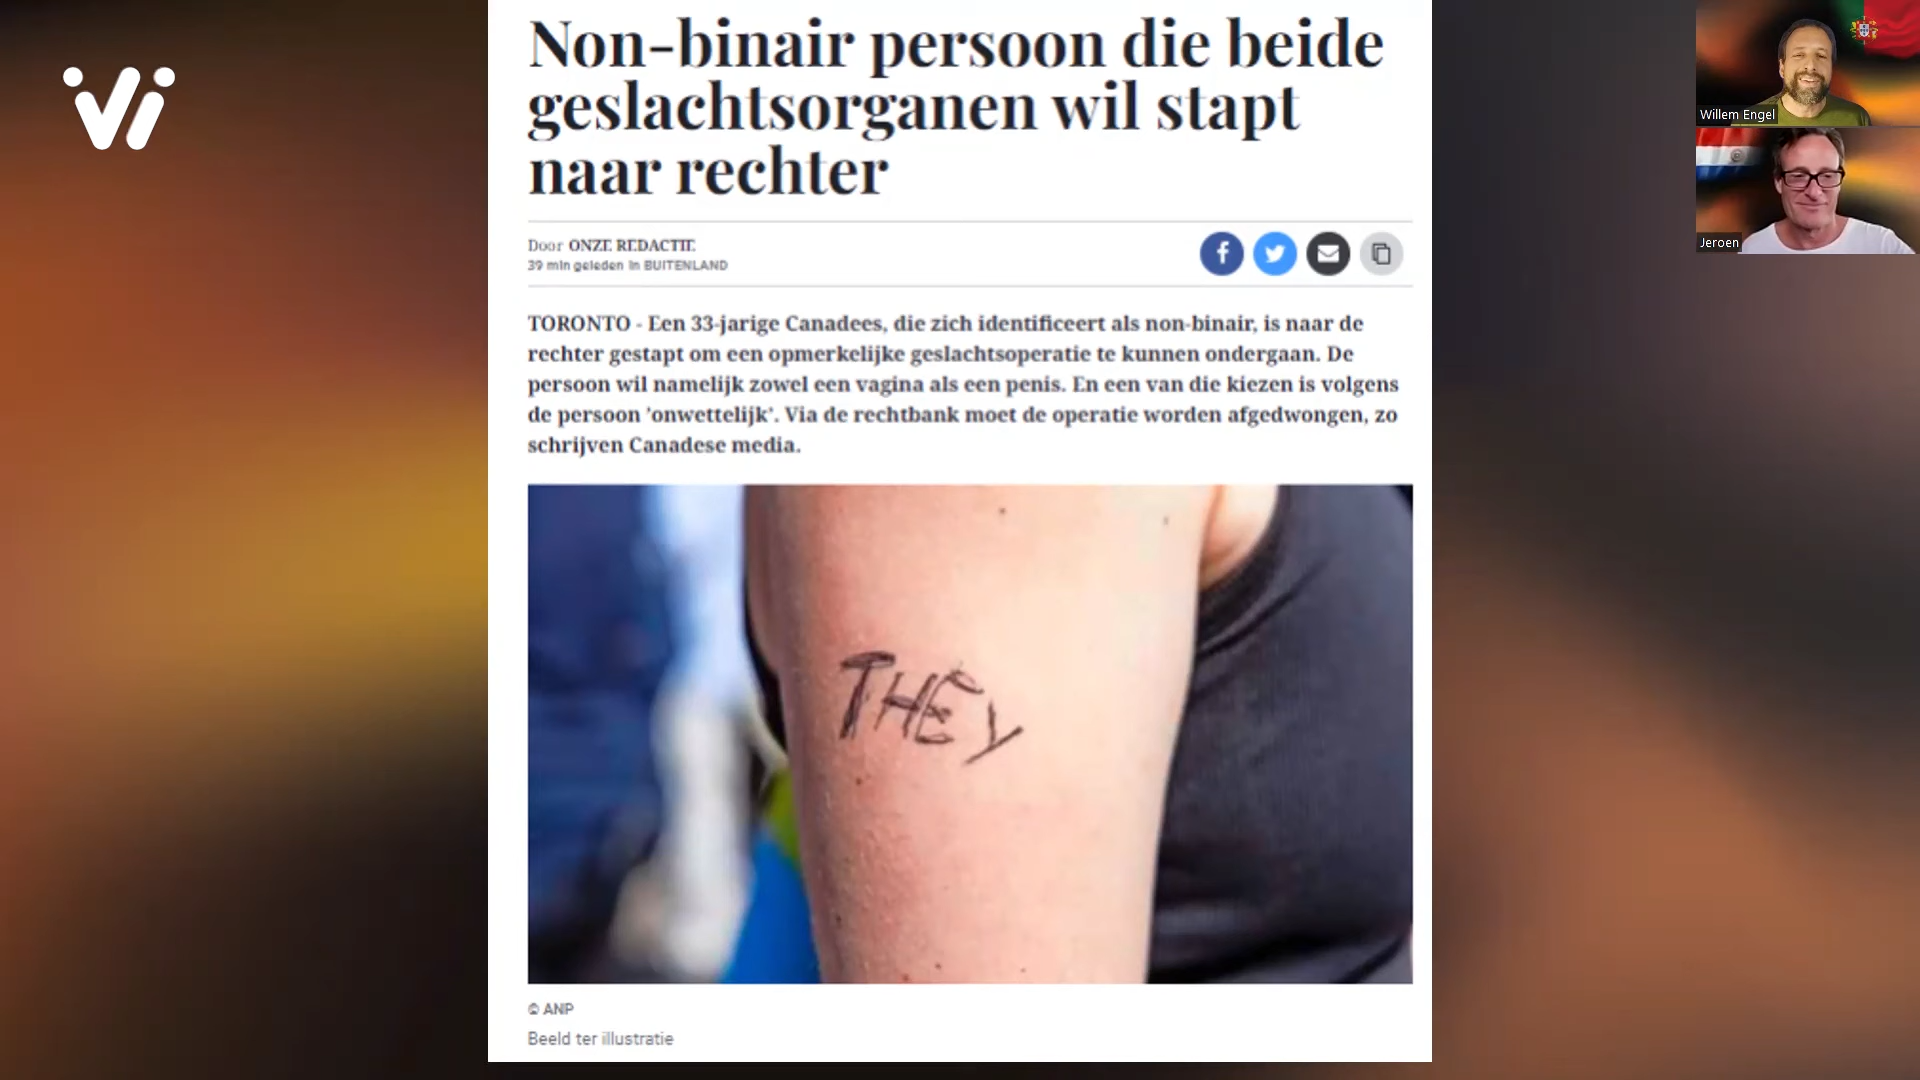 Non-binair persoon die beide
geslachtsorganen wil stapt
naar rechter
Door ONZE REDACTIE
39 min geleden in BUITENLAND
TORONTO - Een 33-jarige Canadees, die zich identificeert als non-binair, is naar de
rechter gestapt om een opmerkelijke geslachtsoperatie te kunnen ondergaan. De
persoon wil namelijk zowel een vagina als een penis. En een van die kiezen is volgens
de persoon 'onwettelijk'. Via de rechtbank moet de operatie worden afgedwongen, zo
schrijven Canadese media.
THEY
© ANP
Beeld ter illustratie
Willem Engel
Jeroen